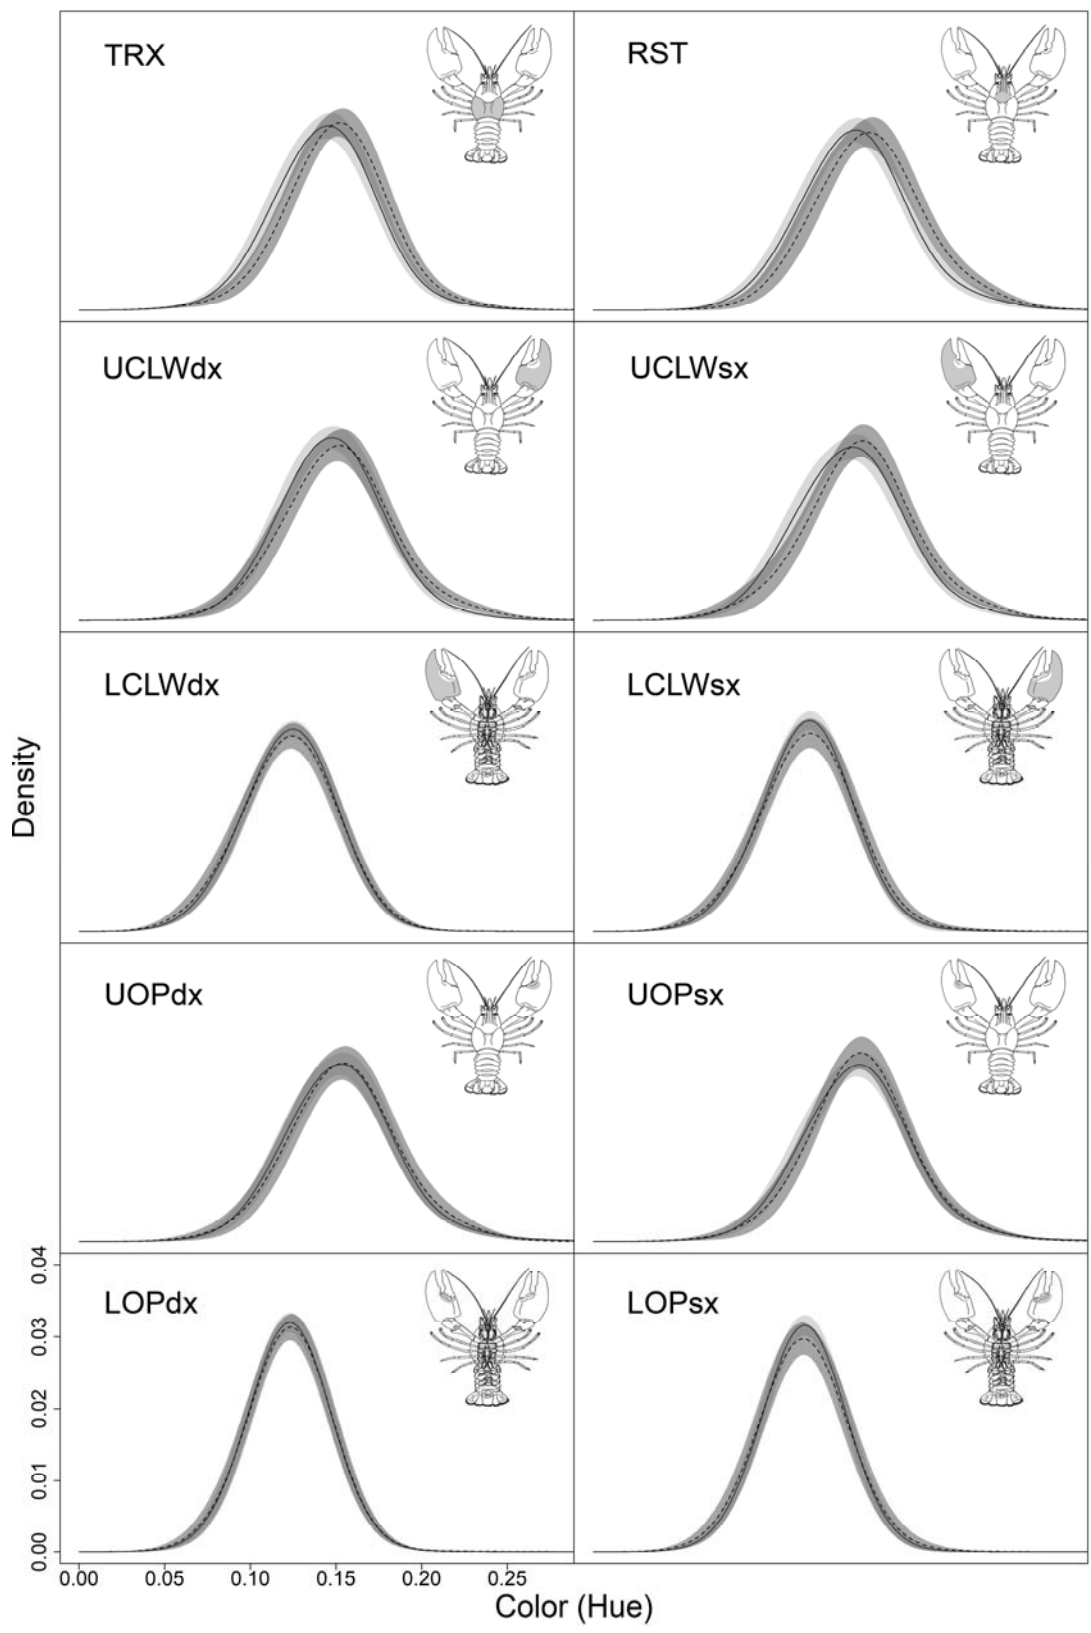 TRX
RST
UCLWdx
UCLWsx
LCLWdx
LCLWsx
Density
UOPdx
UOPsx
LOPdx
LOPsx
0.04
0.03
0.02
0.01
0.00
0.00 0.05 0.10 0.15 0.20 0.25
Color (Hue)